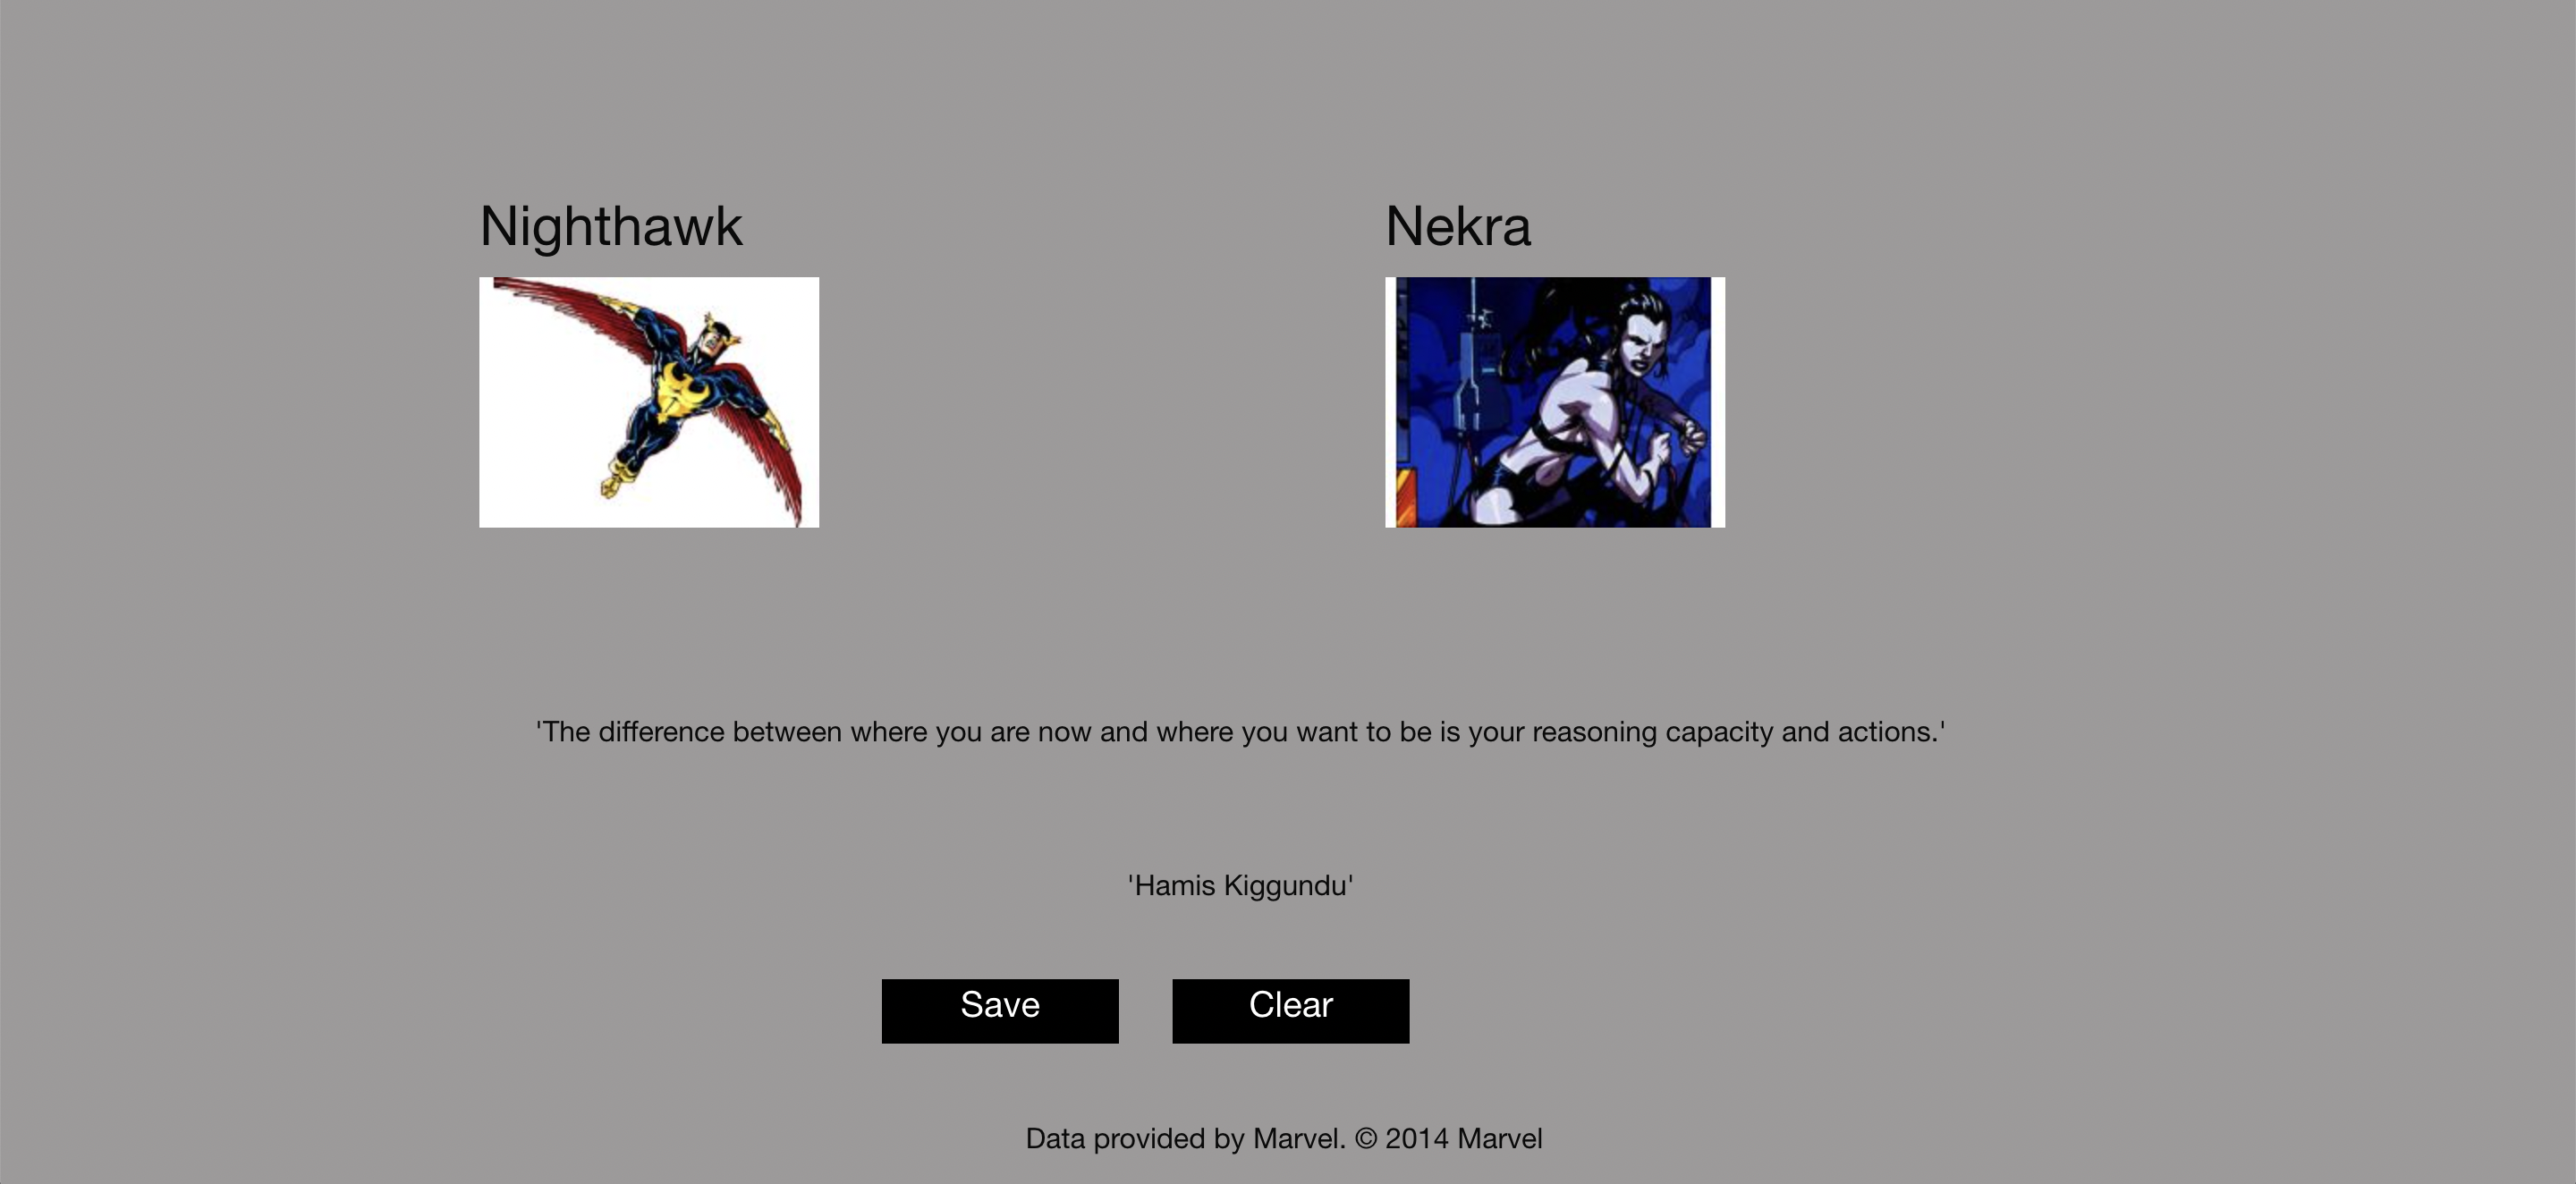 Nighthawk
Nekra
'The difference between where you are now and where you want to be is your reasoning capacity and actions.'
'Hamis Kiggundu'
Save
Clear
Data provided by Marvel. © 2014 Marvel